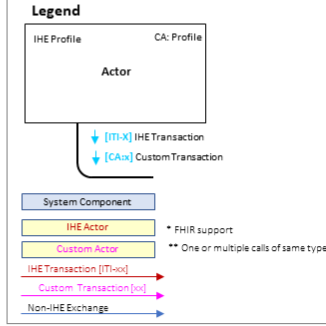 Legend
IHE Profile
CA: Profile
Actor
[ITI-X] IHE Transaction
[CA:x] Custom Transaction
System Component
IHE Actor
* FHIR support
Custom Actor
** One or multiple calls of same type
IHE Transaction [ITI-xx]
Custom Transaction [xx]
Non-IHE Exchange